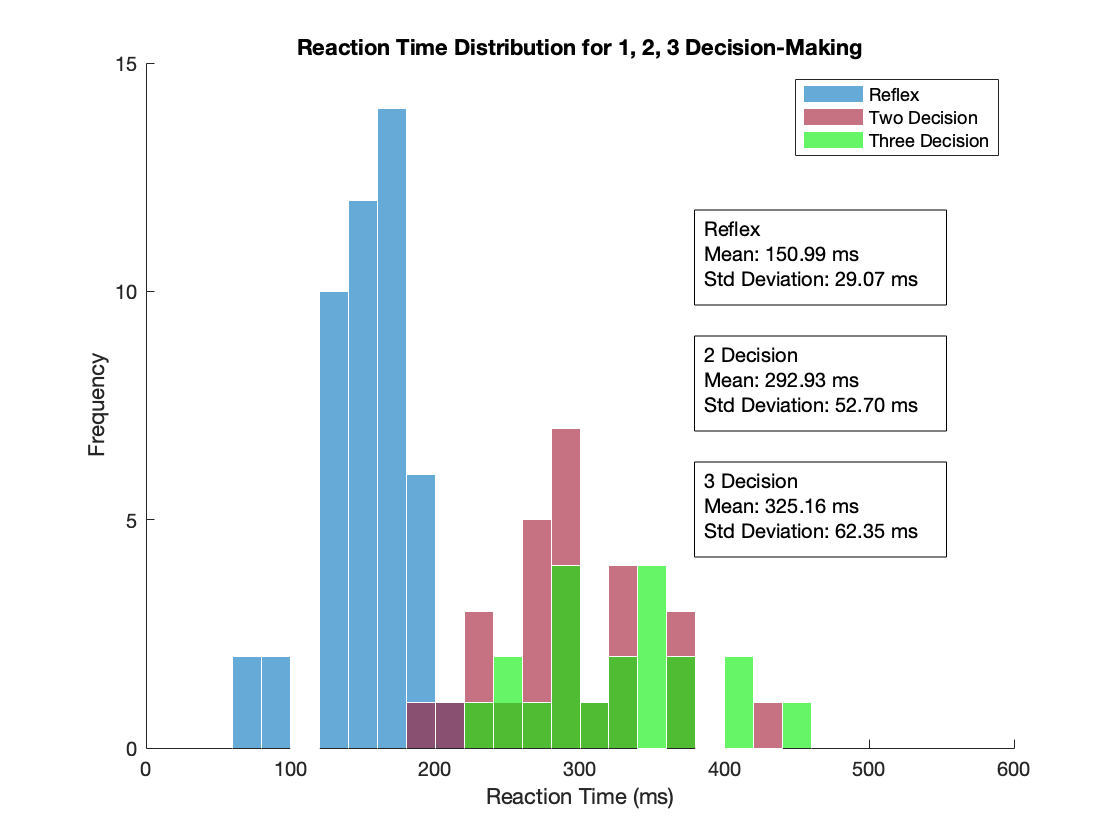 Reaction Time Distribution for 1, 2, 3 Decision-Making
15
10
5
0
Frequency
Reflex
Two Decision
Three Decision
Reflex
Mean: 150.99 ms
Std Deviation: 29.07 ms
2 Decision
Mean: 292.93 ms
Std Deviation: 52.70 ms
3 Decision
Mean: 325.16 ms
Std Deviation: 62.35 ms
0 100 200 300 400 500 600
Reaction Time (ms)